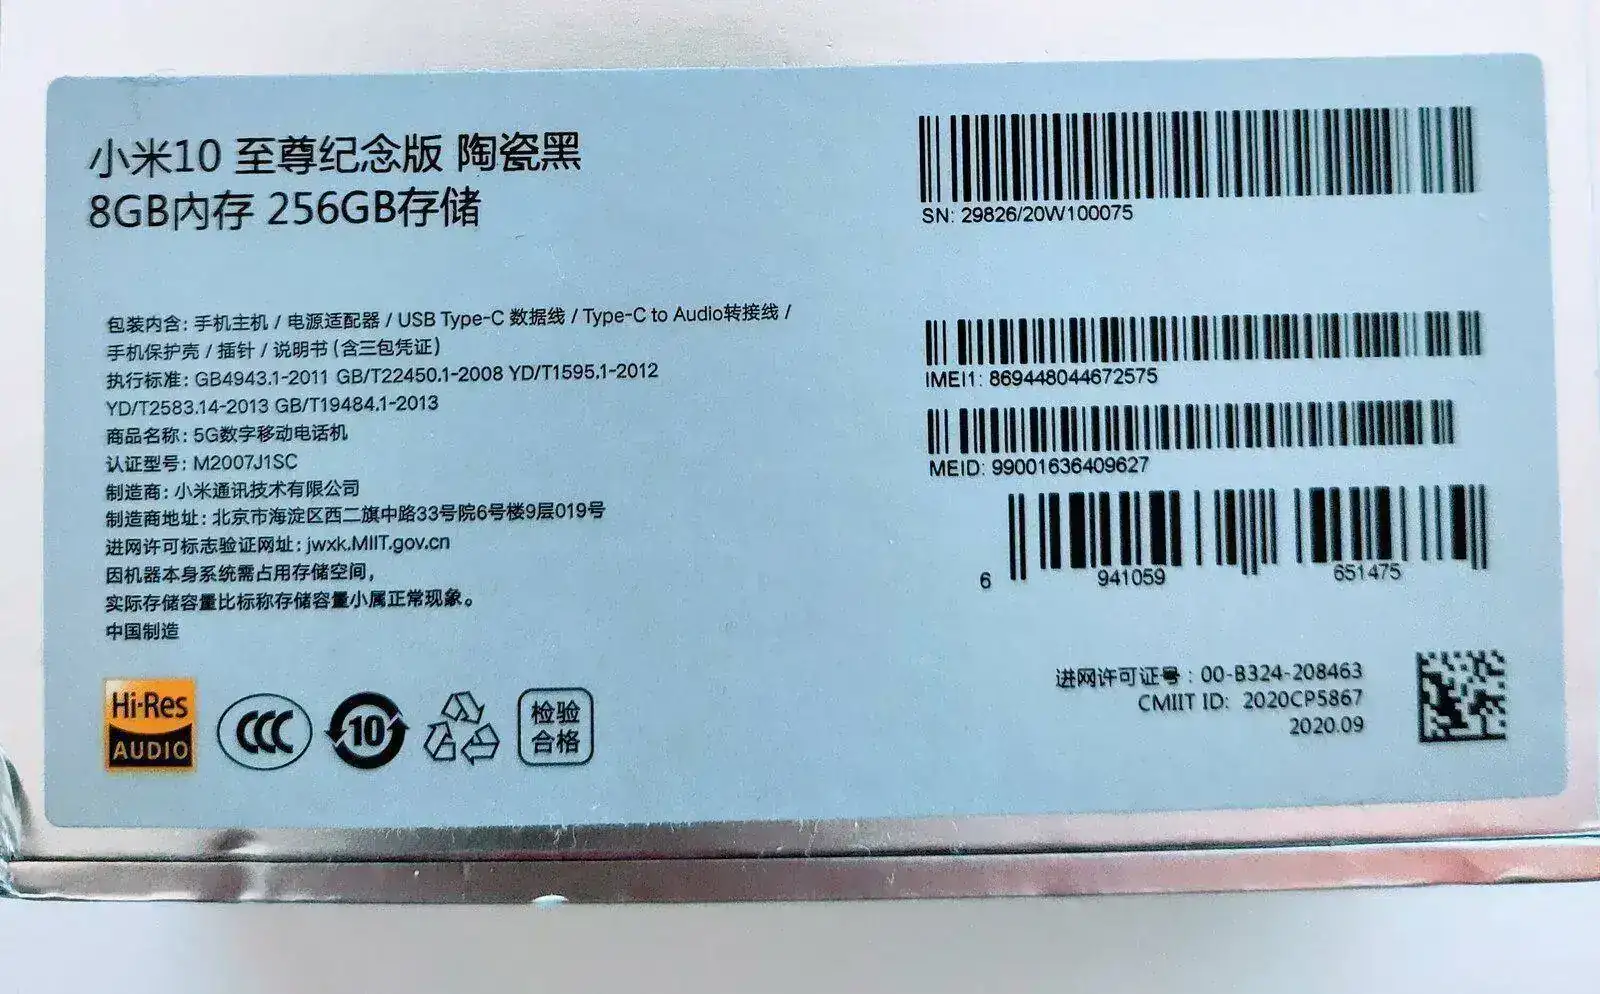 小米10 至尊纪念版 陶瓷黑
8GB内存 256GB存储
包装内含: 手机主机 / 电源适配器 / USB Type-C 数据线 / Type-C to Audio转接线 /
手机保护壳 / 插针 / 说明书 (含三包凭证)
执行标准: GB4943.1-2011 GB/T22450.1-2008 YD/T1595.1-2012
YD/T2583.14-2013 GB/T19484.1-2013
商品名称: 5G数字移动电话机
认证型号: M2007J1SC
制造商: 小米通讯技术有限公司
制造商地址: 北京市海淀区西二旗中路33号院6号楼9层019号
进网许可标志验证网址: jwxk.MIIT.gov.cn
因机器本身系统需占用存储空间,
实际存储容量比标称存储容量小属正常现象。
中国制造
Hi-Res
AUDIO
CCC
10
检验
合格
SN: 29826/20W100075
IMEI1: 869448044672575
MEID: 99001636409627
6 941059 651475
进网许可证号 : 00-B324-208463
CMIIT ID: 2020CP5867
2020.09